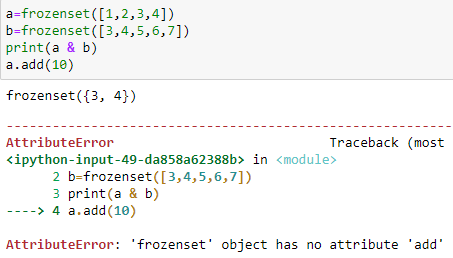 a=frozenset([1,2,3,4])
b=frozenset([3,4,5,6,7])
print(a & b)
a.add(10)
frozenset({3, 4})
---------------------------------------------------------------------------
AttributeError Traceback (most
<ipython-input-49-da858a62388b> in <module>
2 b=frozenset([3,4,5,6,7])
3 print(a & b)
----> 4 a.add(10)
AttributeError: 'frozenset' object has no attribute 'add'